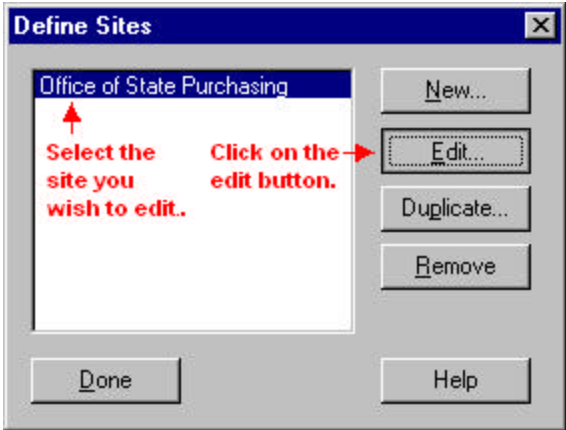 Define Sites
Office of State Purchasing
New...
Select the
site you
wish to edit..
Click on the
edit button.
Edit...
Duplicate...
Remove
Done
Help